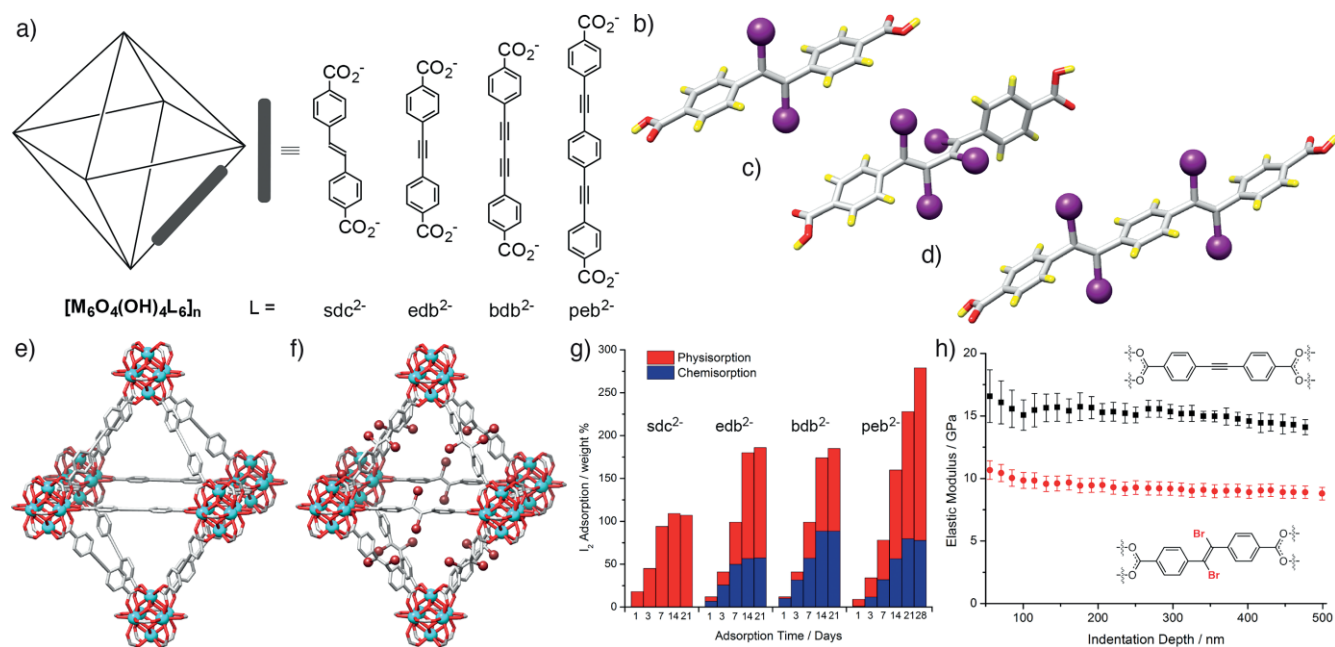 a)
CO₂⁻
CO₂⁻
CO₂⁻
CO₂⁻
CO₂⁻
CO₂⁻
CO₂⁻
CO₂⁻
[M₆O₄(OH)₄L₆]ₙ
L =
sdc²⁻
edb²⁻
bdb²⁻
peb²⁻
b)
c)
d)
e)
f)
g)
I₂ Adsorption / weight %
300
250
200
150
100
50
0
Physisorption
Chemisorption
sdc²⁻
edb²⁻
bdb²⁻
peb²⁻
1 3 7 14 21 1 3 7 14 21 1 3 7 14 21 1 3 7 14 21 28
Adsorption Time / Days
h)
Elastic Modulus / GPa
20
15
10
5
0
O
O
O
O
Br
O
O
O
O
Br
100 200 300 400 500
Indentation Depth / nm